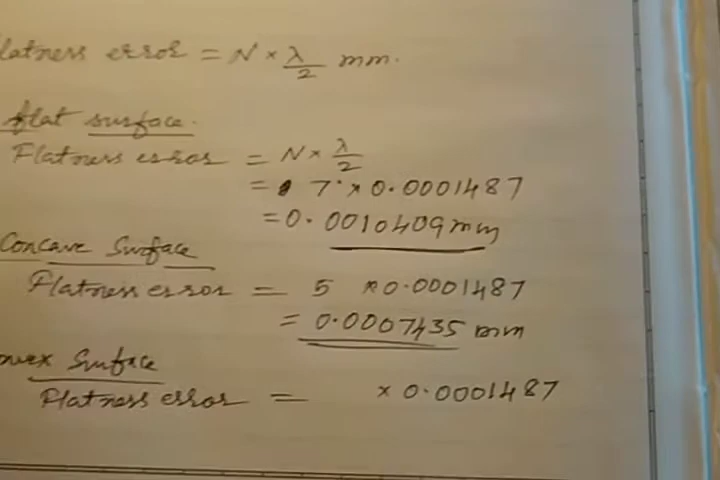 latness error = N × λ/2 mm.
flat surface.
Flatness error = N × λ/2
= 7 × 0.0001487
= 0.0010409 mm
Concave Surface
Flatness error = 5 × 0.0001487
= 0.0007435 mm
nvex Surface
Flatness error = × 0.0001487